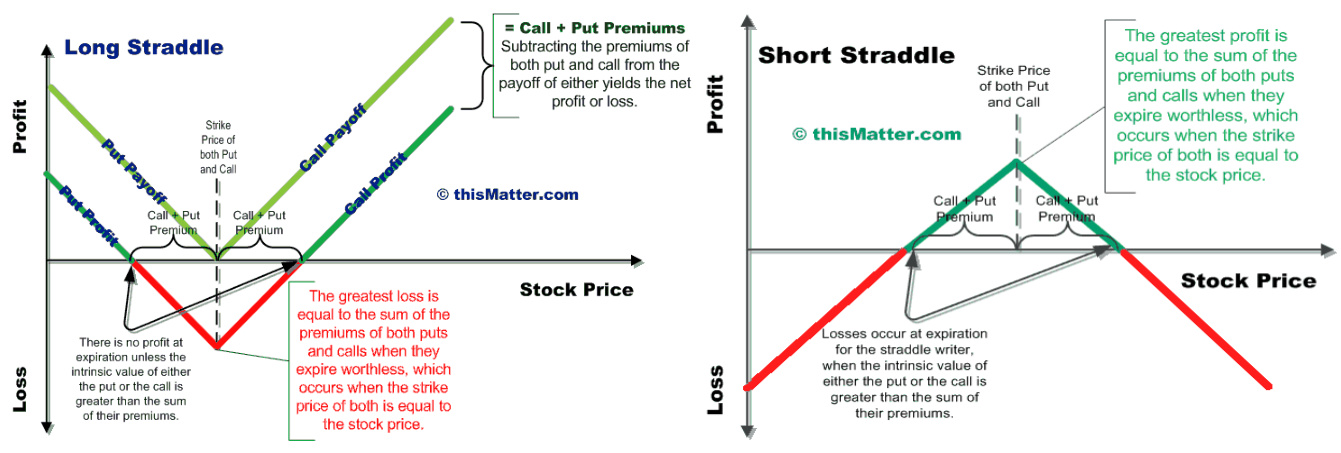 Long Straddle
= Call + Put Premiums
Subtracting the premiums of
both put and call from the
payoff of either yields the net
profit or loss.
Profit
Put Payoff
Put Profit
Strike
Price of
both Put
and Call
Call Payoff
Call Profit
© thisMatter.com
Call + Put
Premium
Call + Put
Premium
Stock Price
Loss
There is no profit at
expiration unless the
intrinsic value of either
the put or the call is
greater than the sum
of their premiums.
The greatest loss is
equal to the sum of the
premiums of both puts
and calls when they
expire worthless, which
occurs when the strike
price of both is equal to
the stock price.
Short Straddle
Profit
Strike Price
of both Put
and Call
© thisMatter.com
The greatest profit is
equal to the sum of the
premiums of both puts
and calls when they
expire worthless, which
occurs when the strike
price of both is equal to
the stock price.
Call + Put
Premium
Call + Put
Premium
Stock Price
Loss
Losses occur at expiration
for the straddle writer,
when the intrinsic value of
either the put or the call is
greater than the sum of
their premiums.